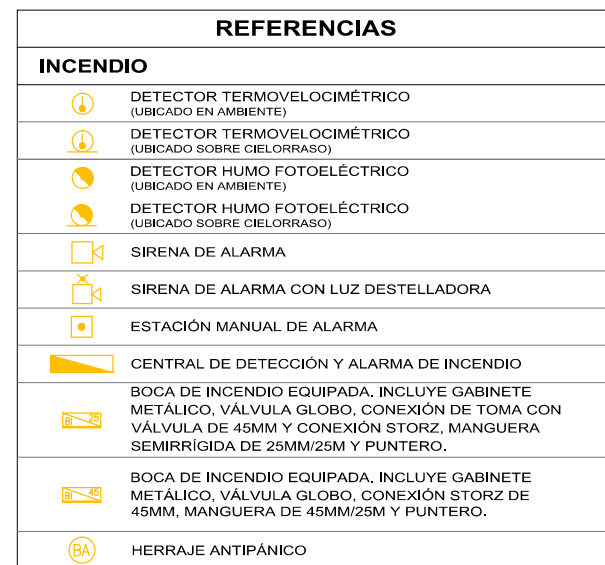 REFERENCIAS
INCENDIO
DETECTOR TERMOVELOCIMÉTRICO
(UBICADO EN AMBIENTE)
DETECTOR TERMOVELOCIMÉTRICO
(UBICADO SOBRE CIELORRASO)
DETECTOR HUMO FOTOELÉCTRICO
(UBICADO EN AMBIENTE)
DETECTOR HUMO FOTOELÉCTRICO
(UBICADO SOBRE CIELORRASO)
SIRENA DE ALARMA
SIRENA DE ALARMA CON LUZ DESTELLADORA
ESTACIÓN MANUAL DE ALARMA
CENTRAL DE DETECCIÓN Y ALARMA DE INCENDIO
BI 25
BOCA DE INCENDIO EQUIPADA. INCLUYE GABINETE
METÁLICO, VÁLVULA GLOBO, CONEXIÓN DE TOMA CON
VÁLVULA DE 45MM Y CONEXIÓN STORZ, MANGUERA
SEMIRRÍGIDA DE 25MM/25M Y PUNTERO.
BI 45
BOCA DE INCENDIO EQUIPADA. INCLUYE GABINETE
METÁLICO, VÁLVULA GLOBO, CONEXIÓN STORZ DE
45MM, MANGUERA DE 45MM/25M Y PUNTERO.
BA HERRAJE ANTIPÁNICO